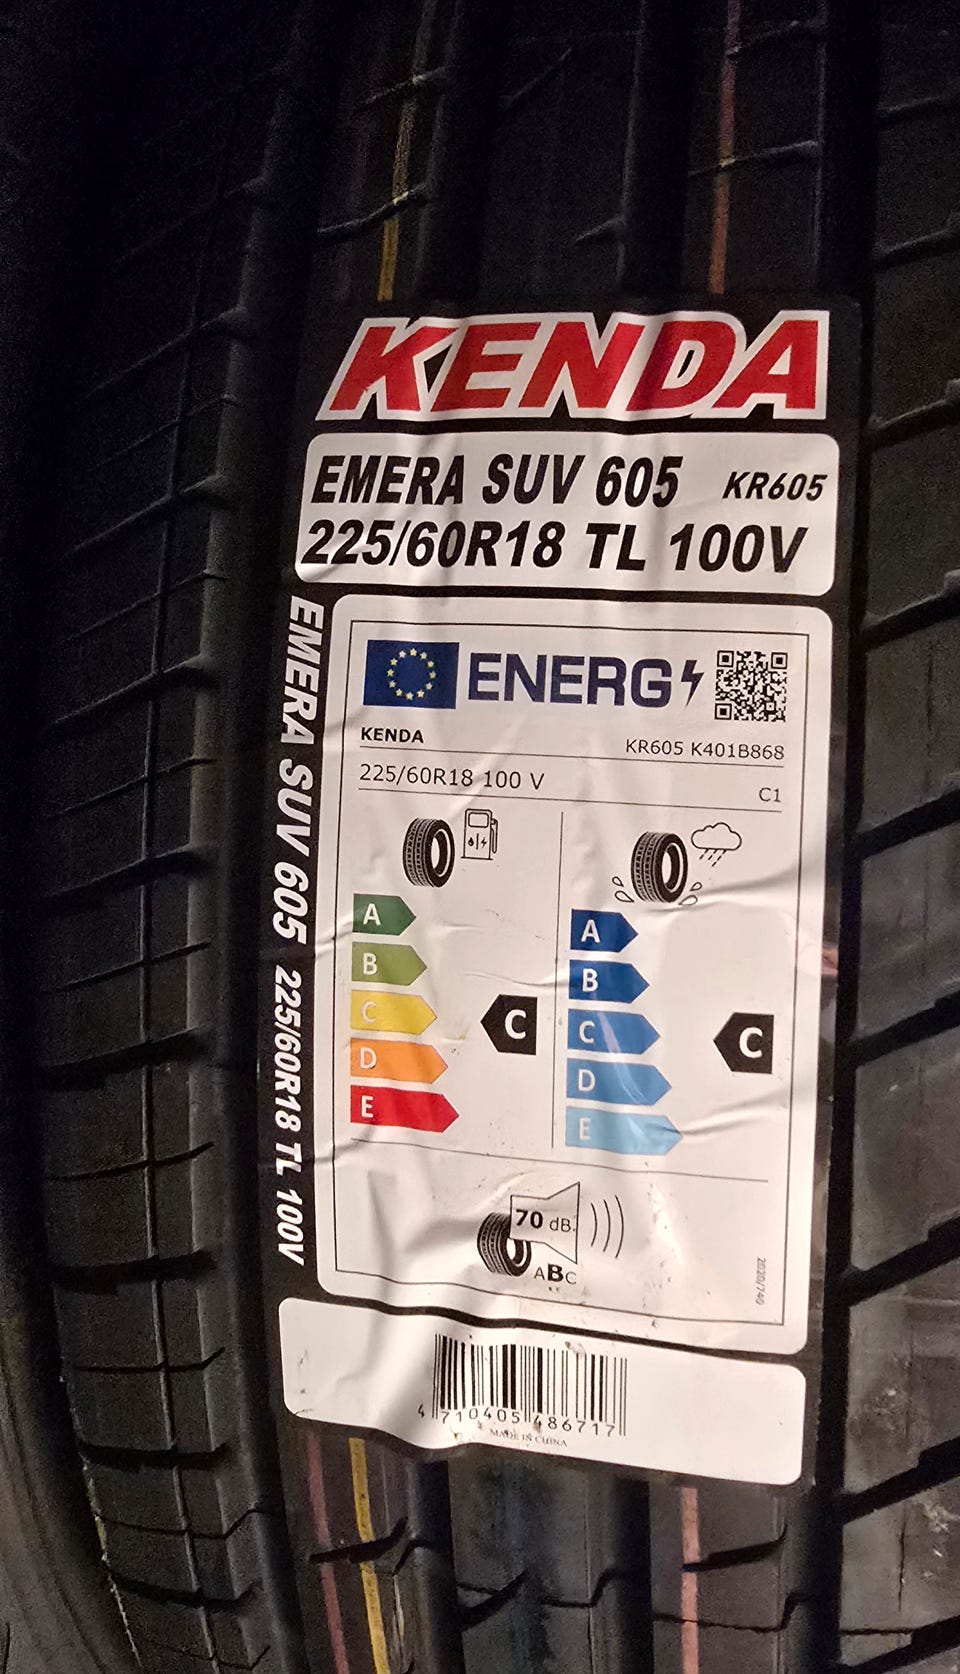 KENDA
EMERA SUV 605 KR605
225/60R18 TL 100V
EMERA SUV 605 225/60R18 TL 100V
ENERG
KENDA
KR605 K401B868
225/60R18 100 V
C1
A
B
C
D
E
C
A
B
C
D
E
C
70 dB
ABC
2020/740
4 710405 486717
MADE IN CHINA